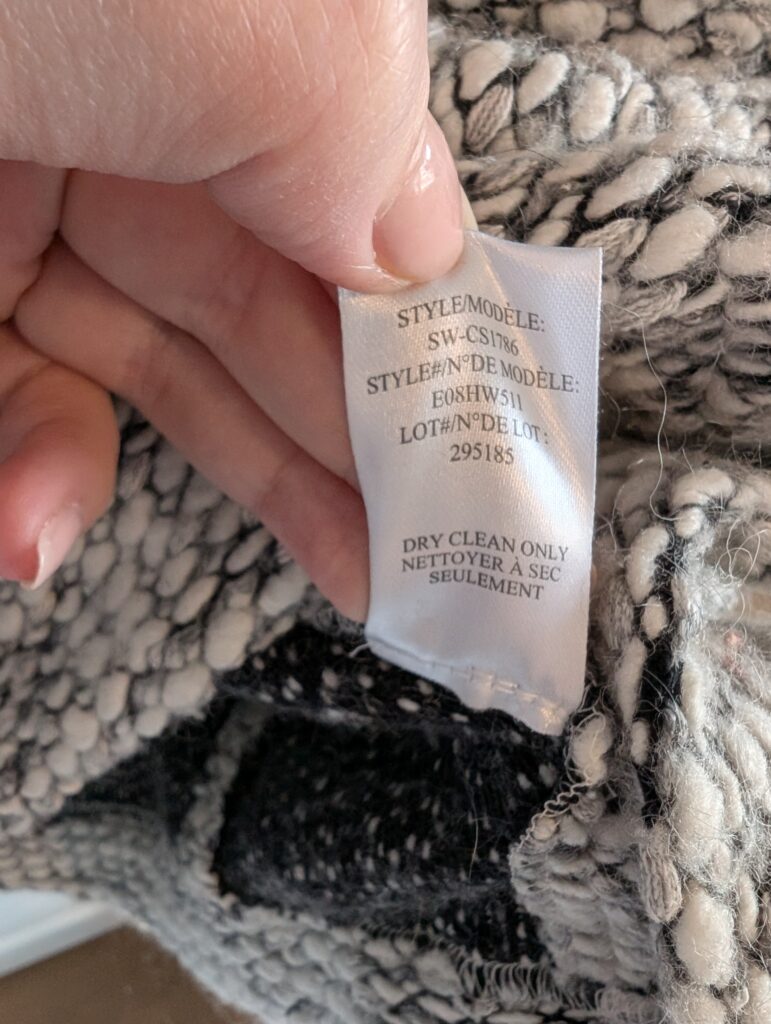 STYLE/MODÈLE:
SW-CS1786
STYLE#/N°DE MODÈLE:
E08HW511
LOT#/N°DE LOT:
295185
DRY CLEAN ONLY
NETTOYER À SEC
SEULEMENT